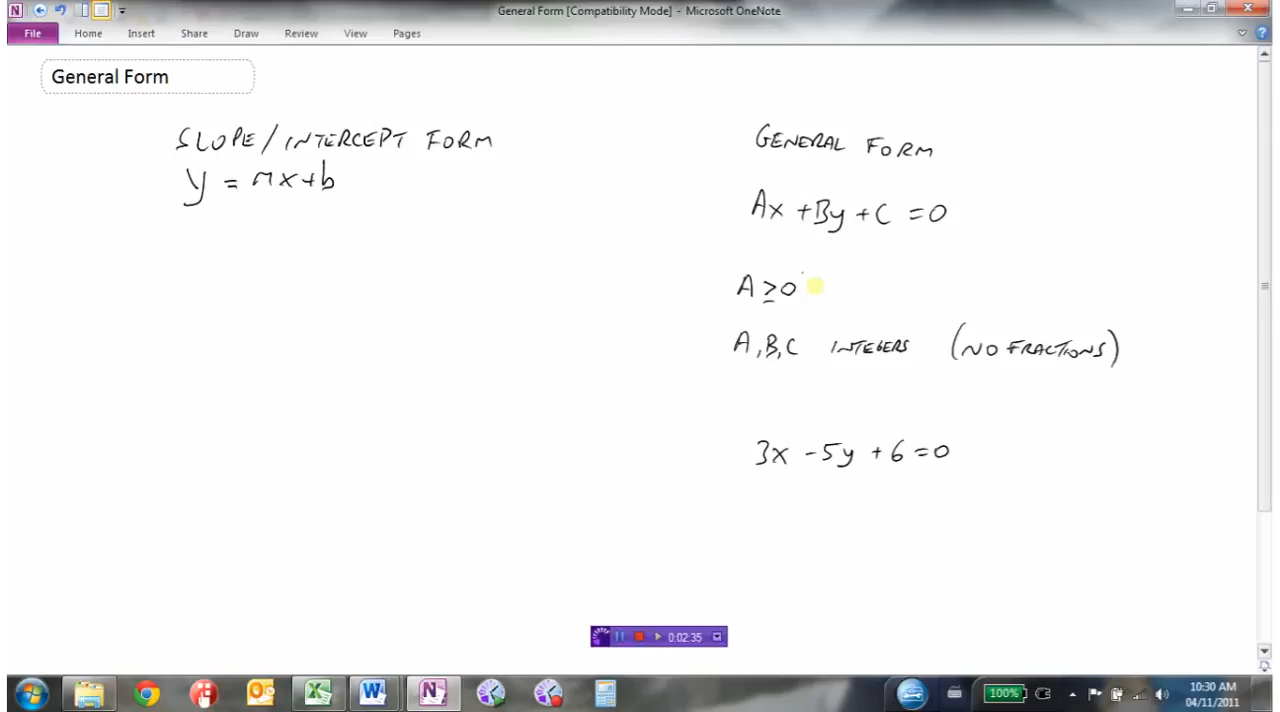 General Form [Compatibility Mode] - Microsoft OneNote
File Home Insert Share Draw Review View Pages
General Form
SLOPE/INTERCEPT FORM
y = mx+b
GENERAL FORM
Ax +By +C =0
A ≥0
A,B,C INTEGERS (NO FRACTIONS)
3x -5y +6=0
0:02:35
100%
10:30 AM
04/11/2011